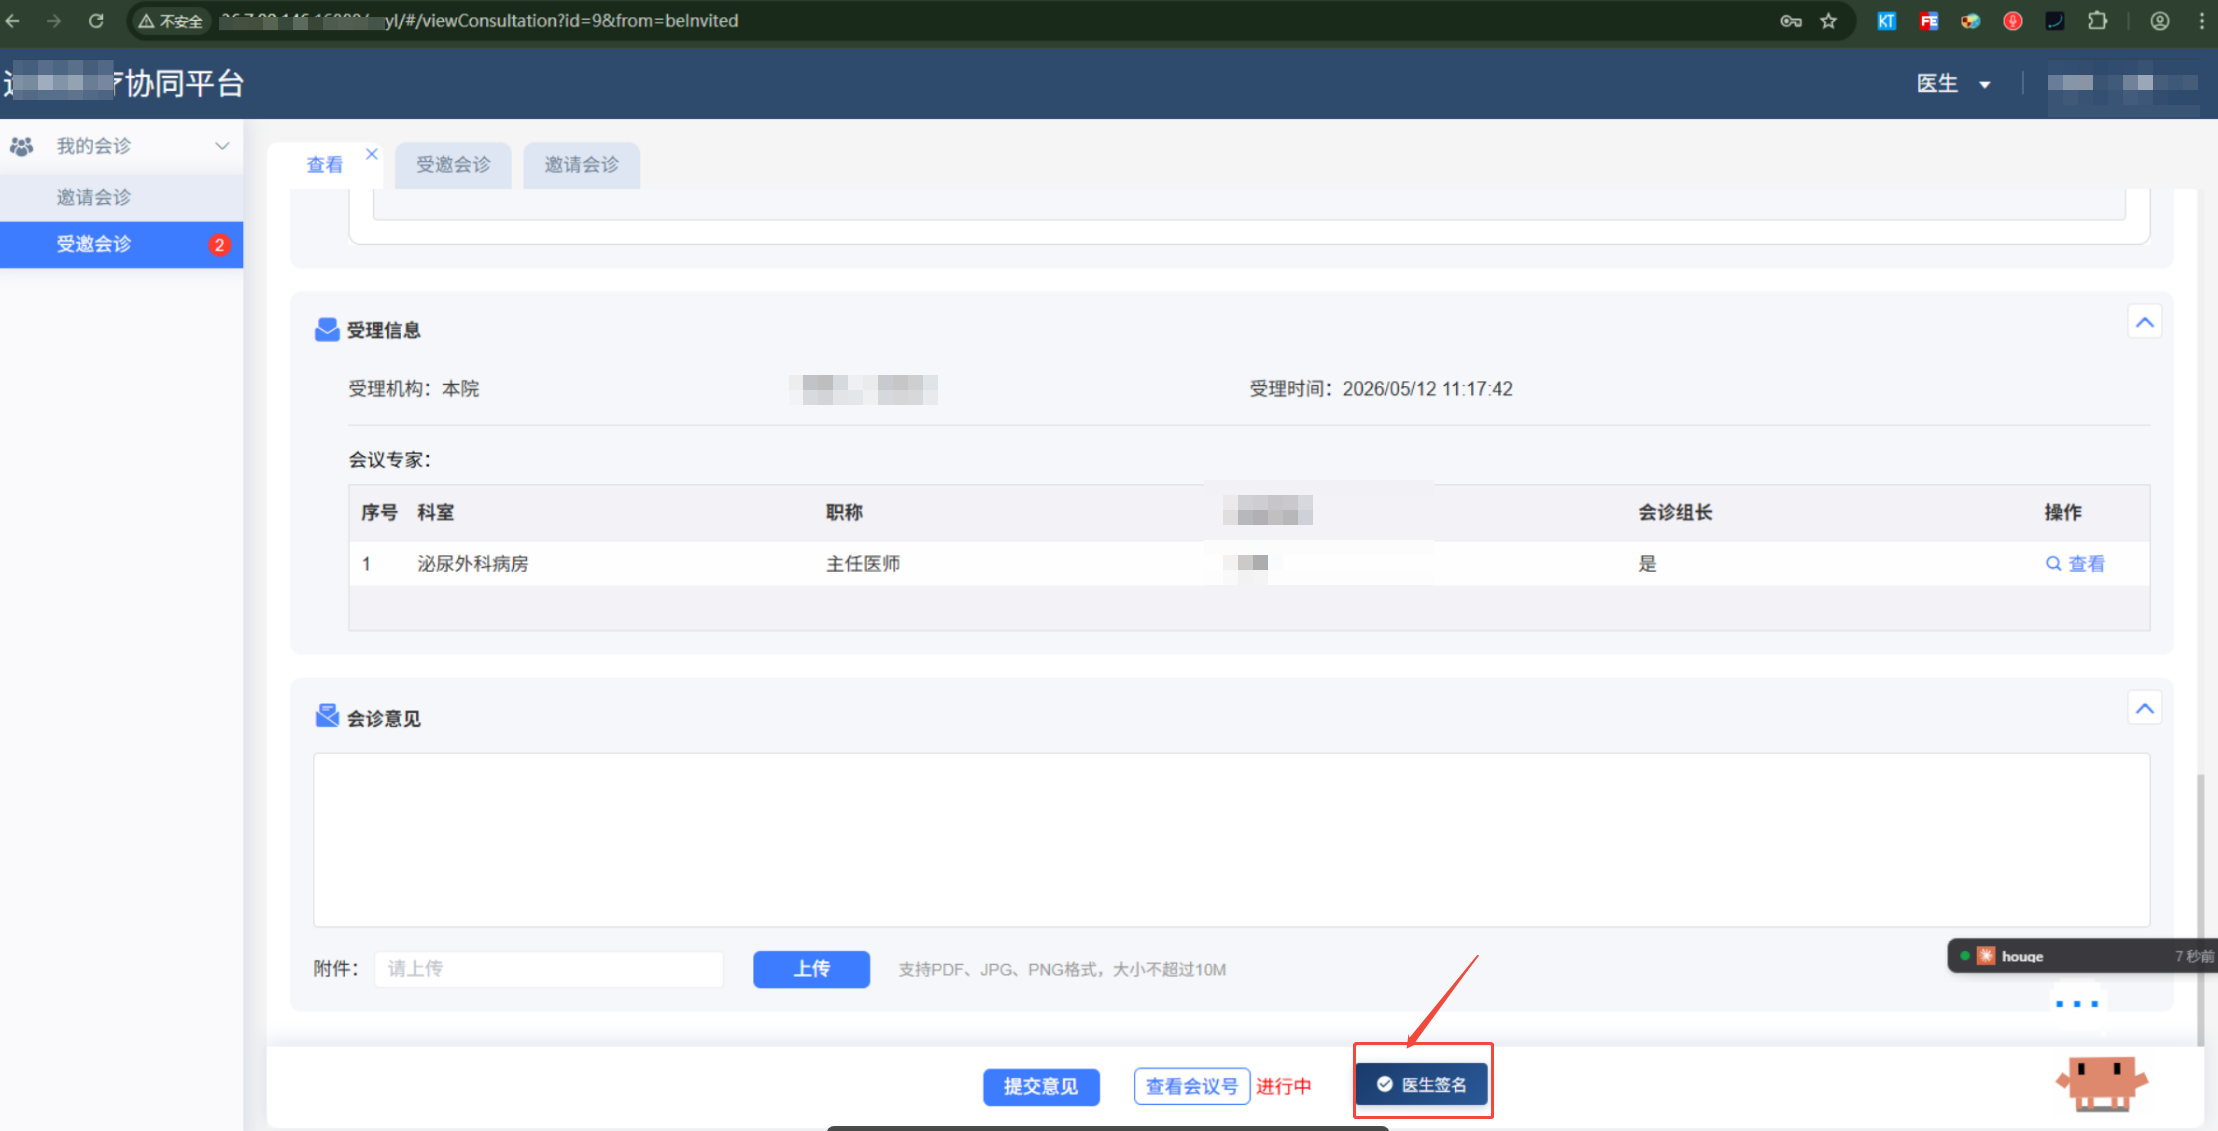 不安全 yl/#/viewConsultation?id=9&from=beInvited
KT FE
协同平台 医生
我的会诊
邀请会诊
受邀会诊 2
查看 受邀会诊 邀请会诊
受理信息
受理机构：本院 受理时间：2026/05/12 11:17:42
会议专家：
序号 科室 职称 会诊组长 操作
1 泌尿外科病房 主任医师 是 查看
会诊意见
附件： 请上传 上传 支持PDF、JPG、PNG格式，大小不超过10M
houge 7 秒前
提交意见 查看会议号 进行中 医生签名